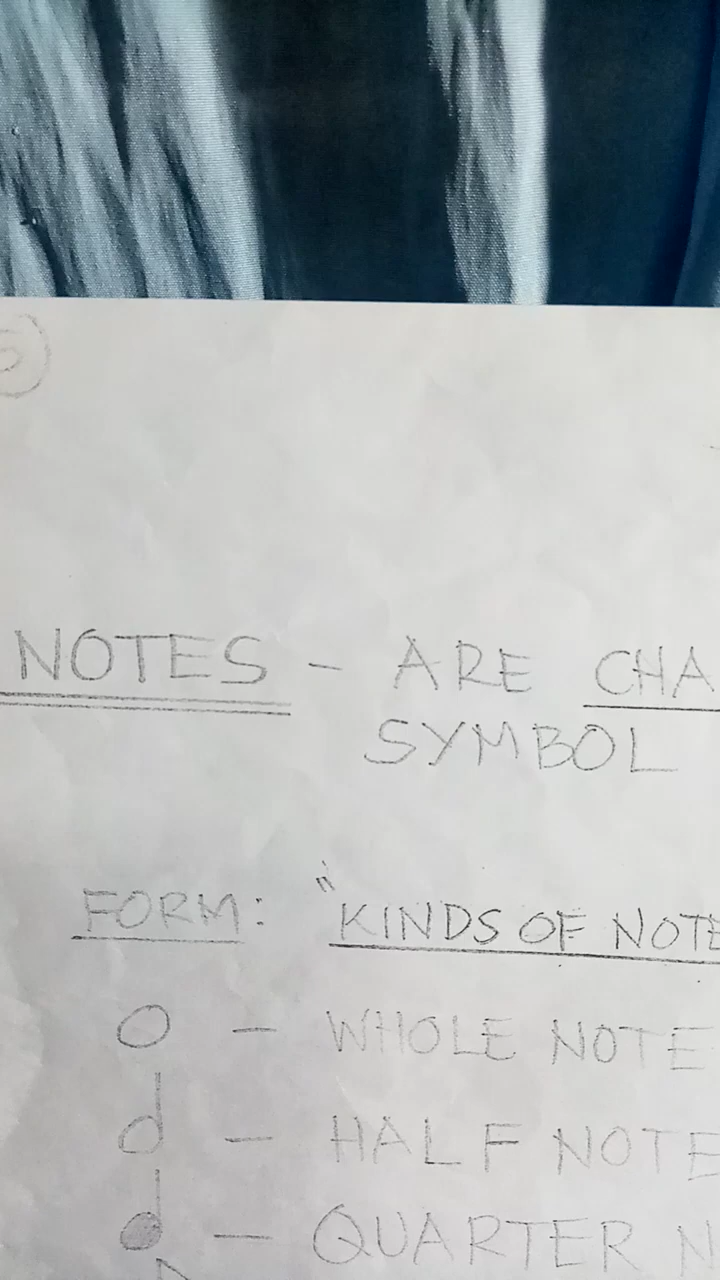 NOTES - ARE CHA
SYMBOL
FORM: "KINDS OF NOTE
O - WHOLE NOTE
- HALF NOTE
- QUARTER N